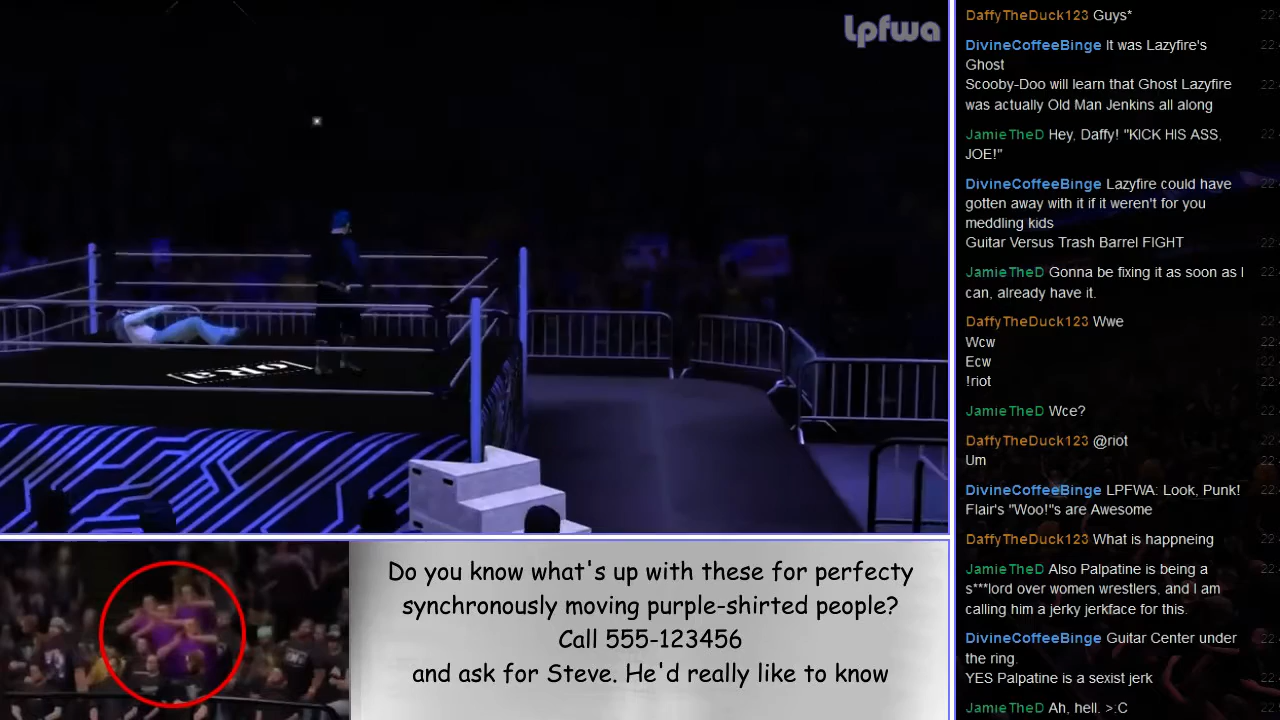 lpfwa
DaffyTheDuck123 Guys*
DivineCoffeeBinge It was Lazyfire's
Ghost
Scooby-Doo will learn that Ghost Lazyfire
was actually Old Man Jenkins all along
JamieTheD Hey, Daffy! "KICK HIS ASS,
JOE!"
DivineCoffeeBinge Lazyfire could have
gotten away with it if it weren't for you
meddling kids
Guitar Versus Trash Barrel FIGHT
JamieTheD Gonna be fixing it as soon as I
can, already have it.
DaffyTheDuck123 Wwe
Wcw
Ecw
!riot
JamieTheD Wce?
DaffyTheDuck123 @riot
Um
DivineCoffeeBinge LPFWA: Look, Punk!
Flair's "Woo!"s are Awesome
DaffyTheDuck123 What is happneing
JamieTheD Also Palpatine is being a
s***lord over women wrestlers, and I am
calling him a jerky jerkface for this.
DivineCoffeeBinge Guitar Center under
the ring.
YES Palpatine is a sexist jerk
JamieTheD Ah, hell. >:C
Do you know what's up with these for perfecty
synchronously moving purple-shirted people?
Call 555-123456
and ask for Steve. He'd really like to know